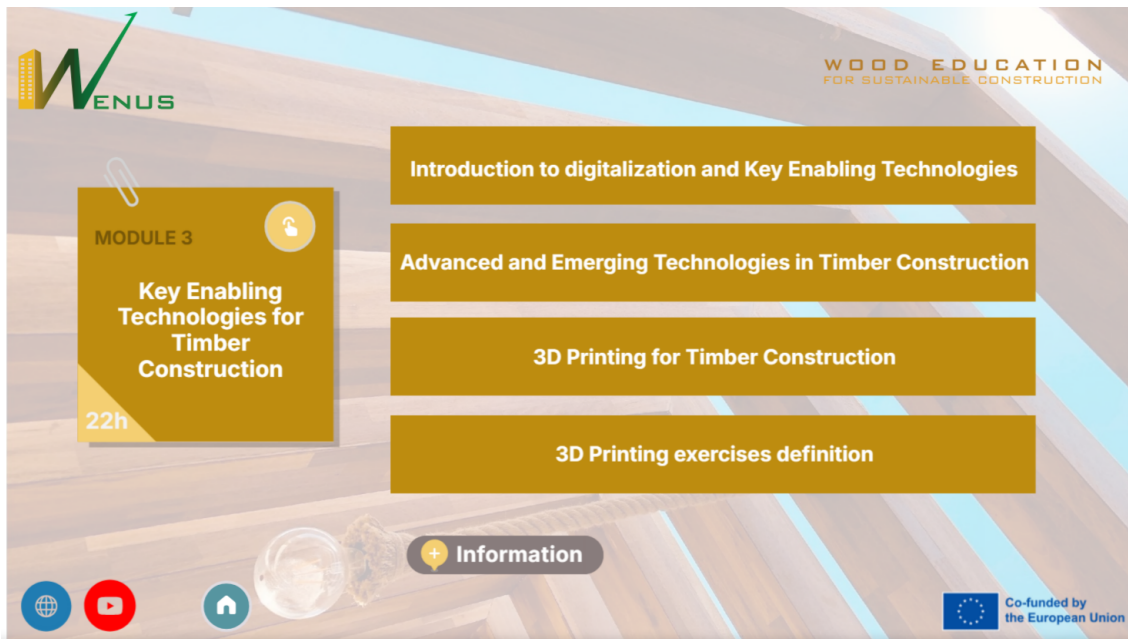 WENUS
WOOD EDUCATION
FOR SUSTAINABLE CONSTRUCTION
MODULE 3
Key Enabling
Technologies for
Timber
Construction
22h
Introduction to digitalization and Key Enabling Technologies
Advanced and Emerging Technologies in Timber Construction
3D Printing for Timber Construction
3D Printing exercises definition
+ Information
Co-funded by
the European Union